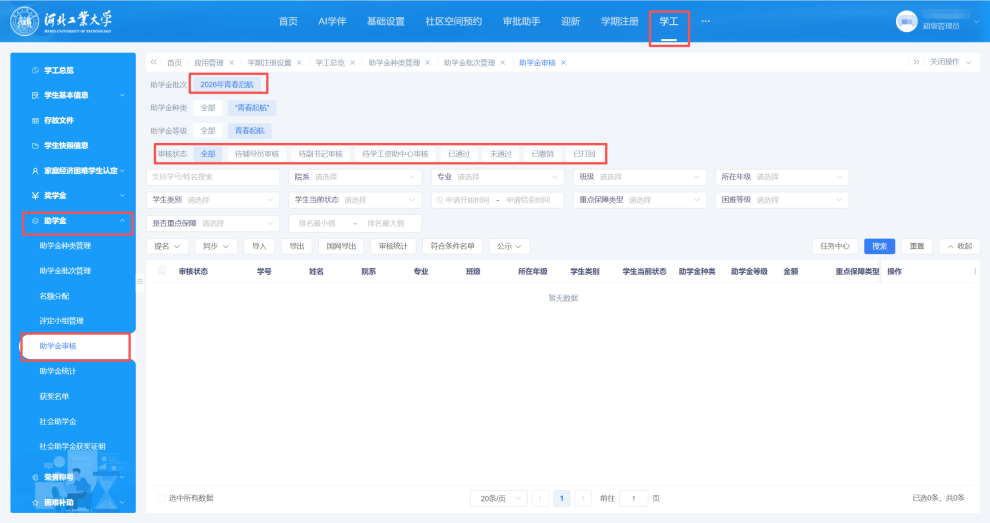 河北工业大学
HEBEI UNIVERSITY OF TECHNOLOGY
首页 AI学伴 基础设置 社区空间预约 审批助手 迎新 学期注册 学工 ···
超级管理员
首页 应用管理 × 学期注册设置 × 学工总览 × 助学金种类管理 × 助学金批次管理 × 助学金审核 × 关闭操作
学工总览
学生基本信息
存放文件
学生快照信息
家庭经济困难学生认定
奖学金
助学金
助学金种类管理
助学金批次管理
名额分配
评定小组管理
助学金审核
助学金统计
获奖名单
社会助学金
社会助学金获奖证明
荣誉称号
困难补助
助学金批次 2026年青春启航
助学金种类 全部 "青春起航"
助学金等级 全部 青春起航
审核状态 全部 待辅导员审核 待副书记审核 待学工资助中心审核 已通过 未通过 已撤销 已打回
支持学号/姓名搜索 院系 请选择 专业 请选择 班级 请选择 所在年级 请选择
学生类别 请选择 学生当前状态 请选择 申请开始时间 - 申请结束时间 重点保障类型 请选择 困难等级 请选择
是否重点保障 请选择 排名最小值 - 排名最大值
提名 同步 导入 导出 国网导出 审核统计 符合条件名单 公示 任务中心 搜索 重置 收起
审核状态 学号 姓名 院系 专业 班级 所在年级 学生类别 学生当前状态 助学金种类 助学金等级 金额 重点保障类型 操作
暂无数据
选中所有数据 20条/页 1 前往 1 页 已选0条，共0条